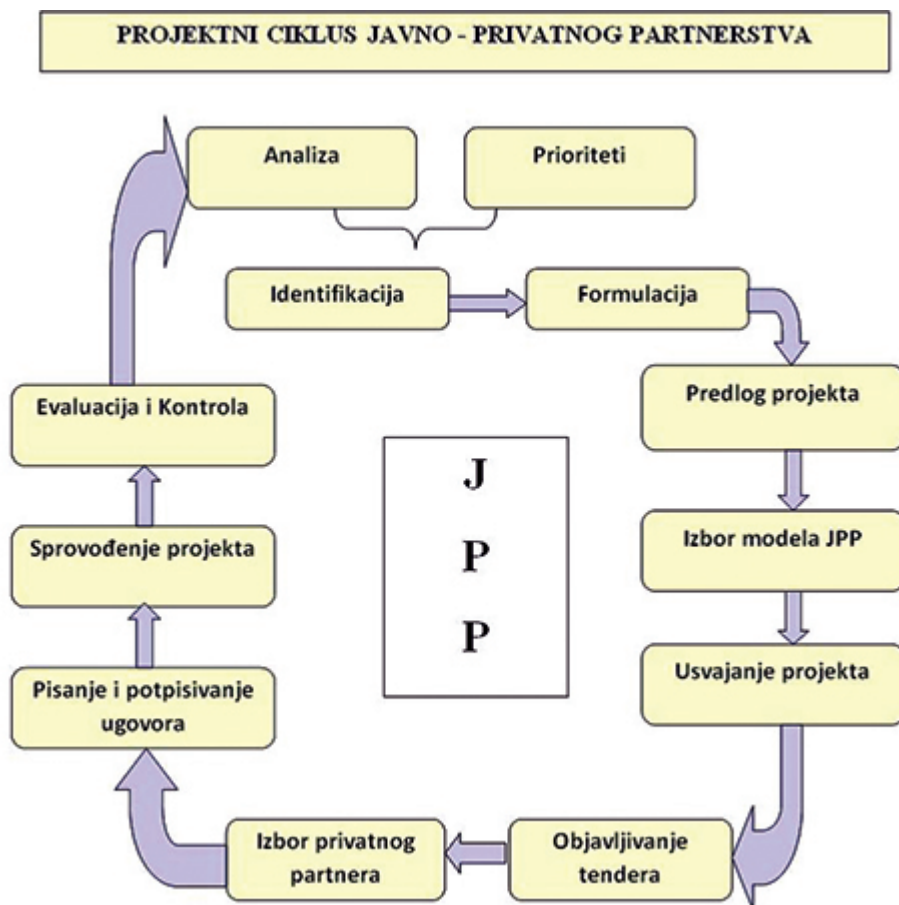 PROJEKTNI CIKLUS JAVNO - PRIVATNOG PARTNERSTVA
Analiza
Prioriteti
Identifikacija
Formulacija
Predlog projekta
Izbor modela JPP
Usvajanje projekta
Objavljivanje
tendera
Izbor privatnog
partnera
Pisanje i potpisivanje
ugovora
Sprovođenje projekta
Evaluacija i Kontrola
J
P
P